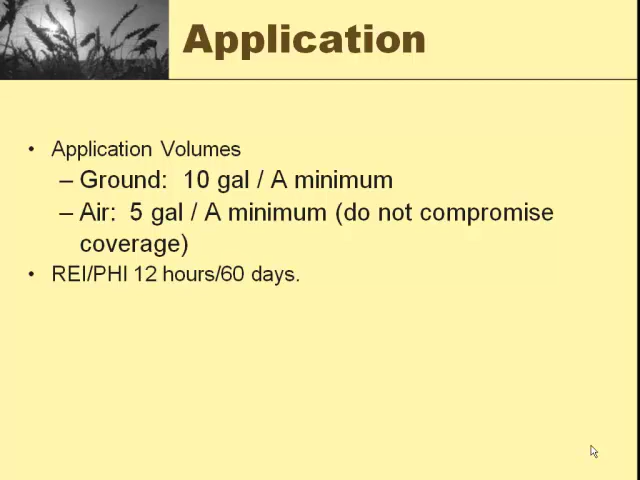 Application
• Application Volumes
– Ground:  10 gal / A minimum
– Air:  5 gal / A minimum (do not compromise
coverage)
• REI/PHI 12 hours/60 days.